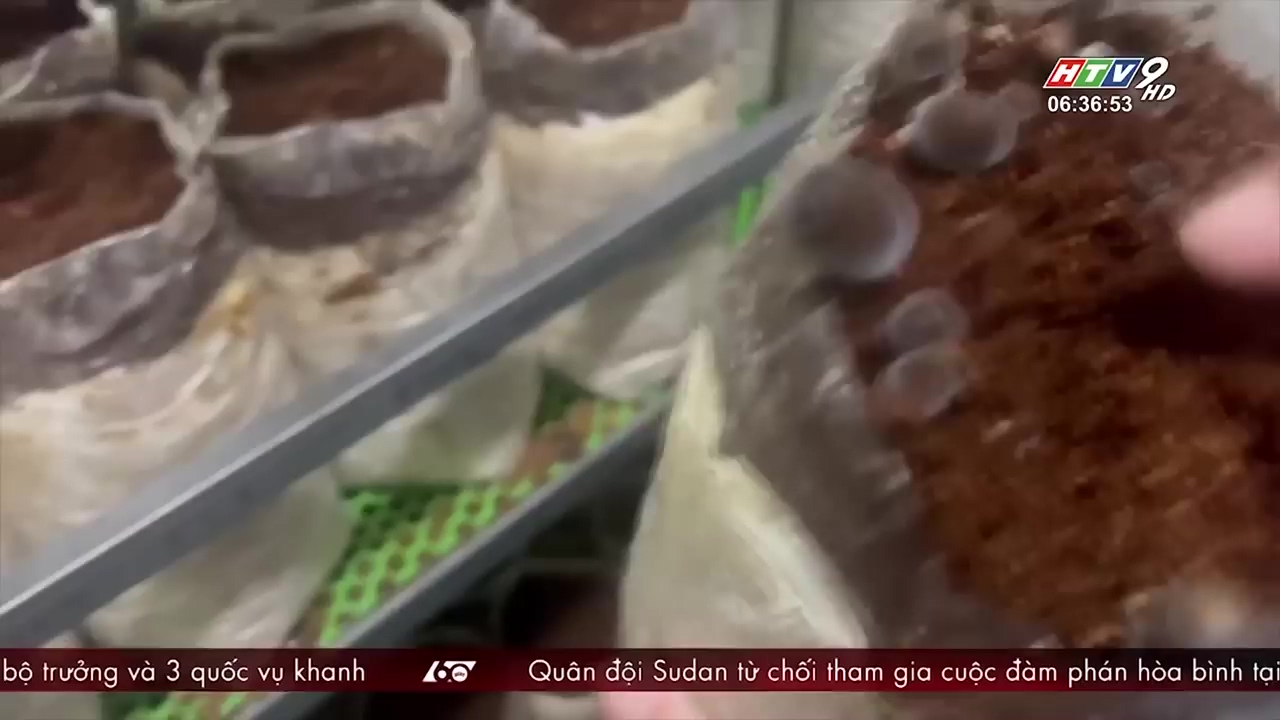 HTV9 HD
06:36:53
bộ trưởng và 3 quốc vụ khanh 60 Quân đội Sudan từ chối tham gia cuộc đàm phán hòa bình tại